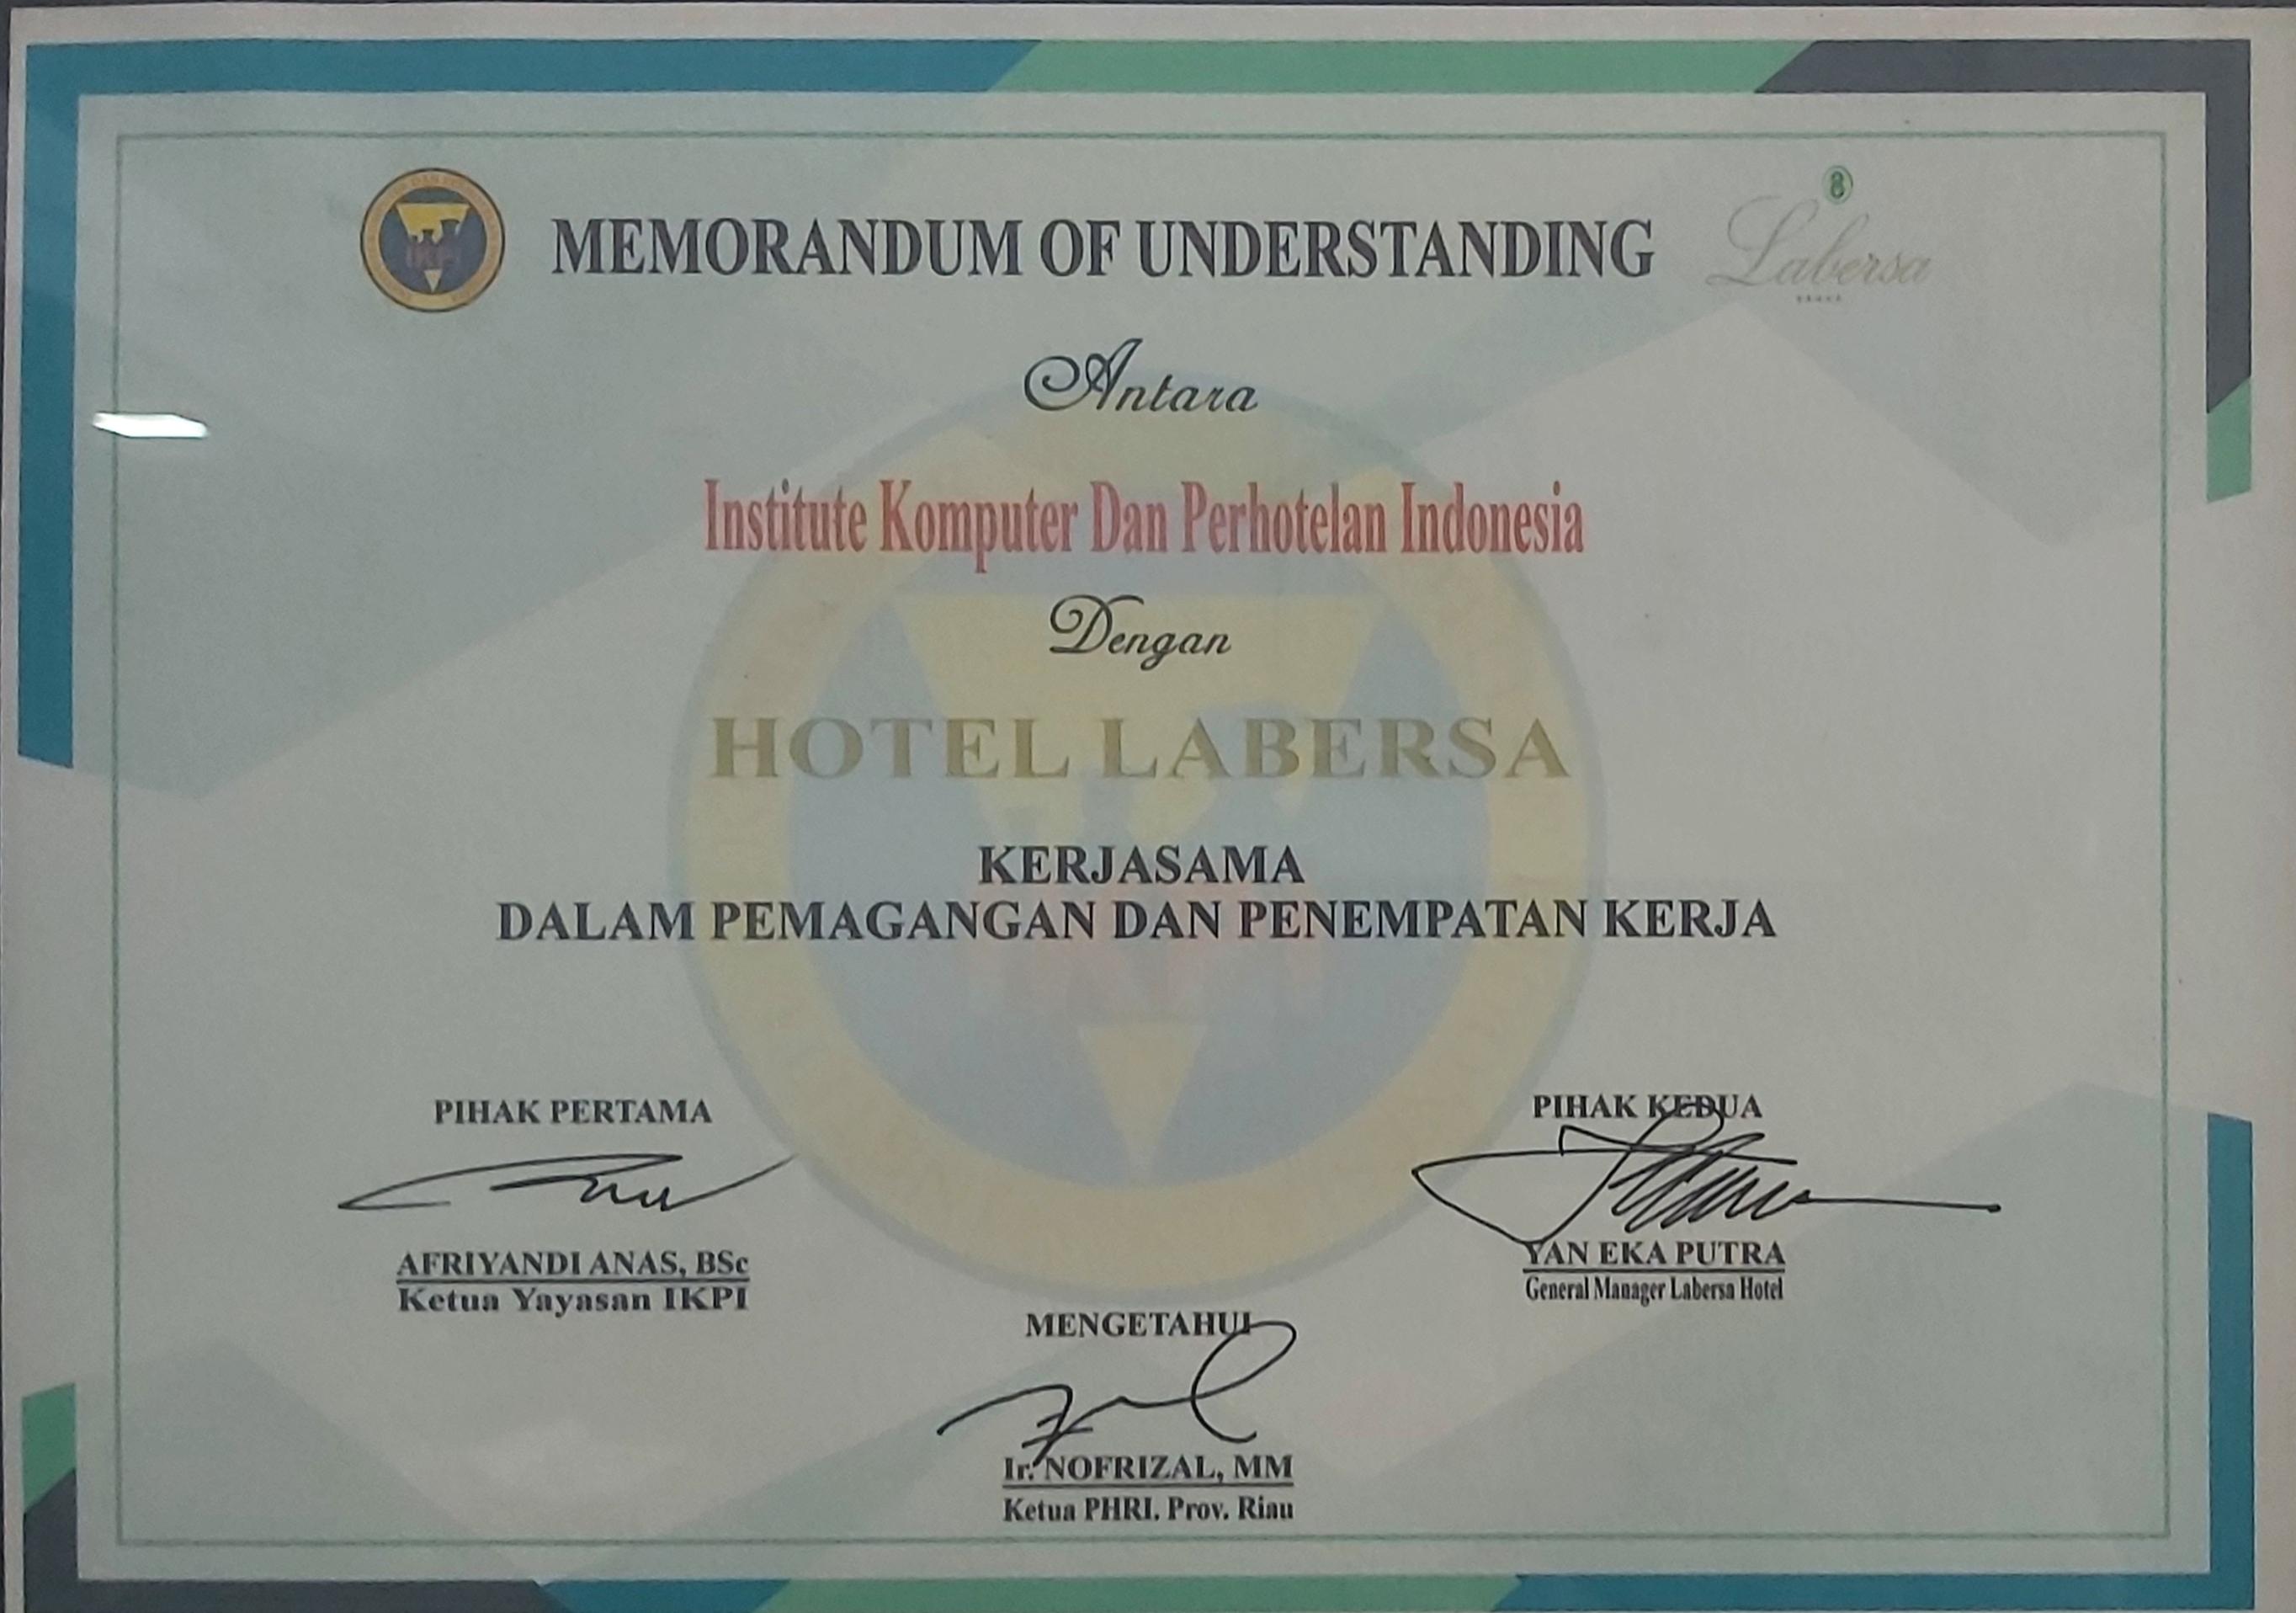 MEMORANDUM OF UNDERSTANDING
8
Labersa
Antara
Institute Komputer Dan Perhotelan Indonesia
Dengan
HOTEL LABERSA
KERJASAMA
DALAM PEMAGANGAN DAN PENEMPATAN KERJA
PIHAK PERTAMA
AFRIYANDI ANAS, BSc
Ketua Yayasan IKPI
PIHAK KEDUA
YAN EKA PUTRA
General Manager Labersa Hotel
MENGETAHUI
Ir. NOFRIZAL, MM
Ketua PHRI. Prov. Riau